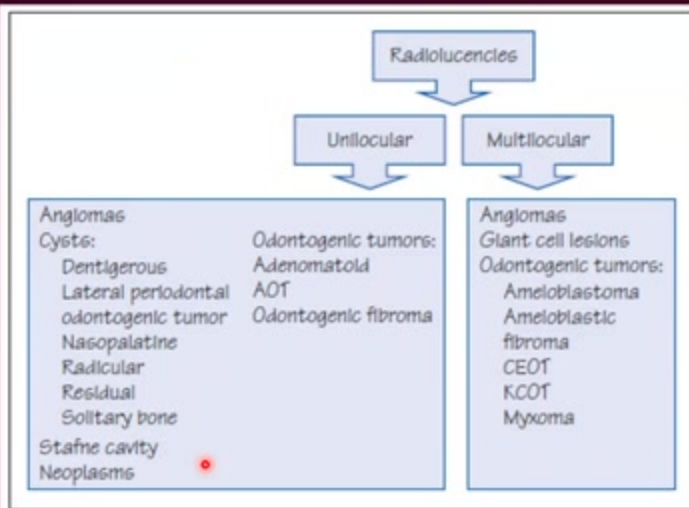 Radiolucencies
Unilocular
Multilocular
Angiomas
Cysts:
Dentigerous
Lateral periodontal
odontogenic tumor
Nasopalatine
Radicular
Residual
Solitary bone
Stafne cavity
Neoplasms
Odontogenic tumors:
Adenomatoid
AOT
Odontogenic fibroma
Angiomas
Giant cell lesions
Odontogenic tumors:
Ameloblastoma
Ameloblastic
fibroma
CEOT
KCOT
Myxoma